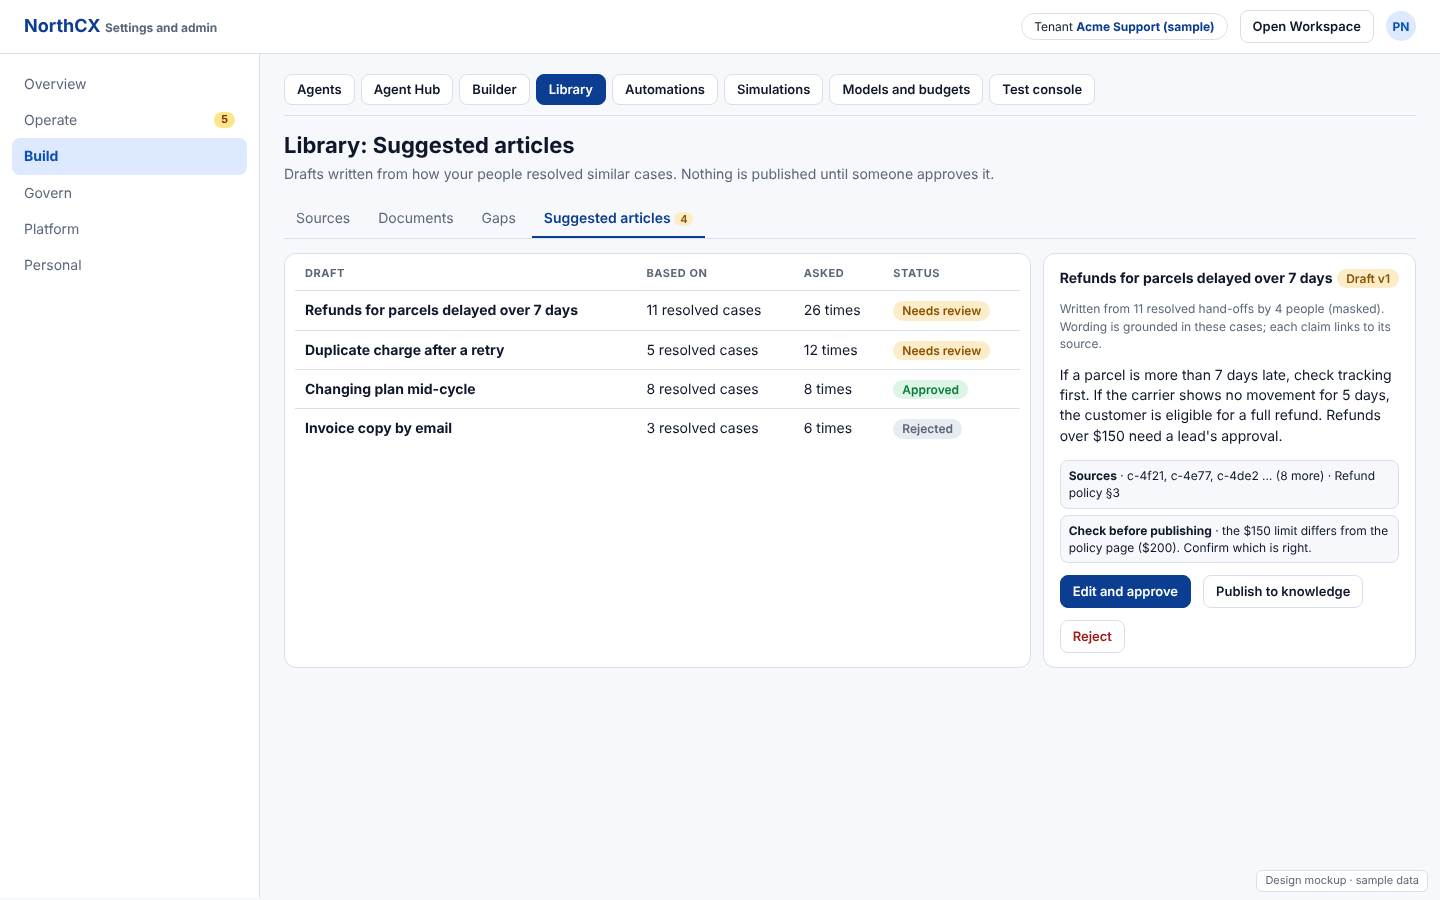 NorthCX Settings and admin
Tenant Acme Support (sample)
Open Workspace
PN
Overview
Operate 5
Build
Govern
Platform
Personal
Agents
Agent Hub
Builder
Library
Automations
Simulations
Models and budgets
Test console
Library: Suggested articles
Drafts written from how your people resolved similar cases. Nothing is published until someone approves it.
Sources
Documents
Gaps
Suggested articles 4
DRAFT BASED ON ASKED STATUS
Refunds for parcels delayed over 7 days 11 resolved cases 26 times Needs review
Duplicate charge after a retry 5 resolved cases 12 times Needs review
Changing plan mid-cycle 8 resolved cases 8 times Approved
Invoice copy by email 3 resolved cases 6 times Rejected
Refunds for parcels delayed over 7 days Draft v1
Written from 11 resolved hand-offs by 4 people (masked).
Wording is grounded in these cases; each claim links to its
source.
If a parcel is more than 7 days late, check tracking
first. If the carrier shows no movement for 5 days,
the customer is eligible for a full refund. Refunds
over $150 need a lead's approval.
Sources · c-4f21, c-4e77, c-4de2 … (8 more) · Refund
policy §3
Check before publishing · the $150 limit differs from the
policy page ($200). Confirm which is right.
Edit and approve
Publish to knowledge
Reject
Design mockup · sample data